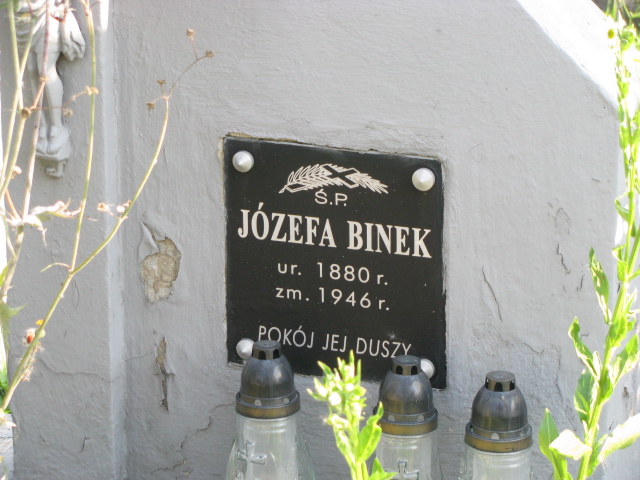 Ś.P.
JÓZEFA BINEK
ur. 1880 r.
zm. 1946 r.
POKÓJ JEJ DUSZY